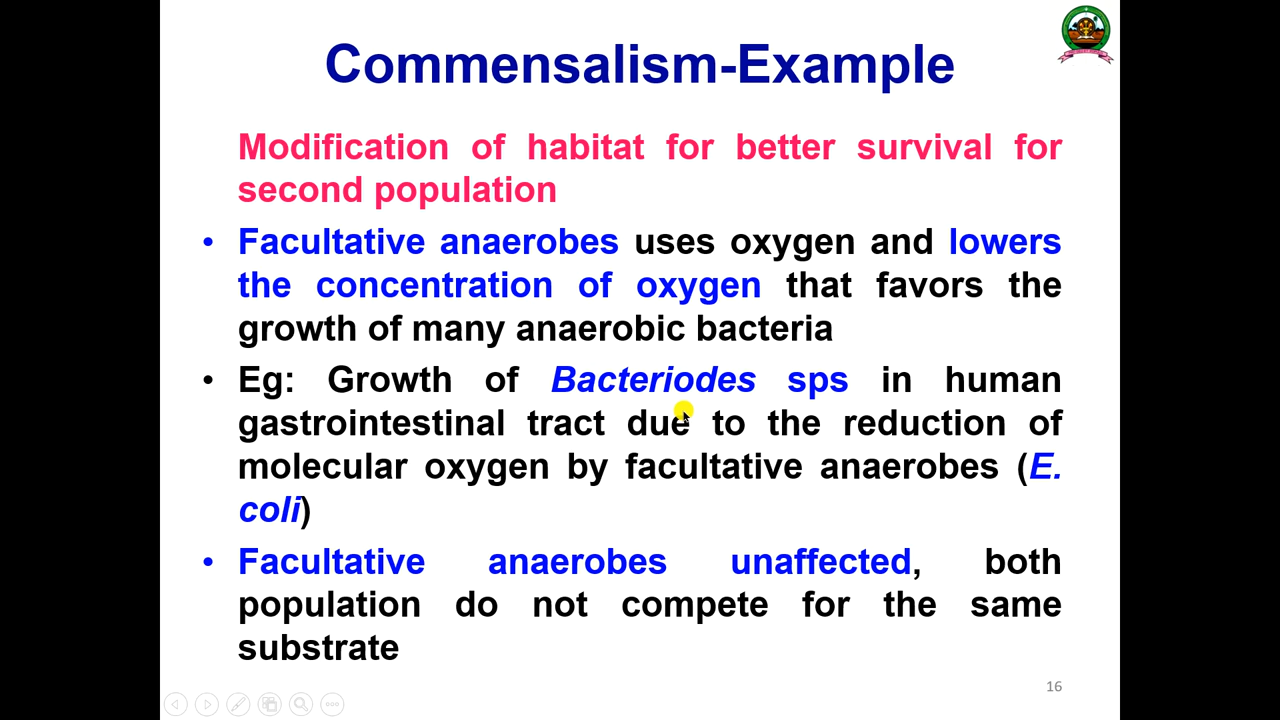 Commensalism-Example
Modification of habitat for better survival for
second population
• Facultative anaerobes uses oxygen and lowers
the concentration of oxygen that favors the
growth of many anaerobic bacteria
• Eg: Growth of Bacteriodes sps in human
gastrointestinal tract due to the reduction of
molecular oxygen by facultative anaerobes (E.
coli)
• Facultative anaerobes unaffected, both
population do not compete for the same
substrate
16